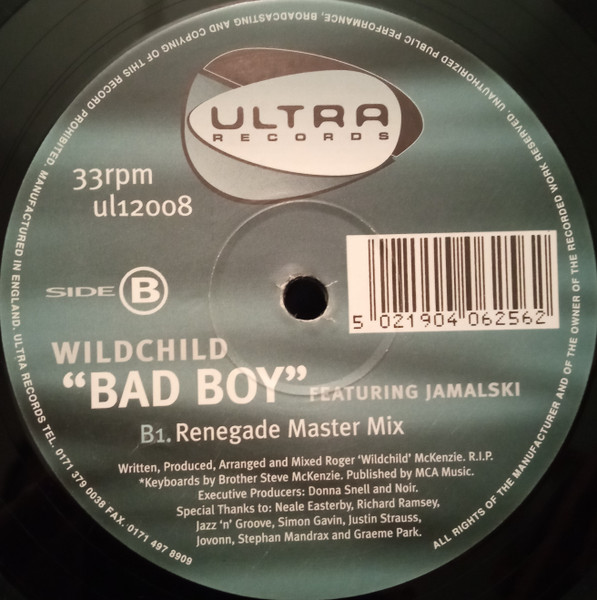 UNAUTHORIZED PUBLIC PERFORMANCE, BROADCASTING AND COPYING OF THIS RECORD PROHIBITED. MANUFACTURED IN ENGLAND. ULTRA RECORDS TEL. 0171 379 0038 FAX. 0171 497 8909
ULTRA
RECORDS
33rpm
ul12008
SIDE B
5 021904 062562
WILDCHILD
“BAD BOY” FEATURING JAMALSKI
B1. Renegade Master Mix
Written, Produced, Arranged and Mixed Roger ‘Wildchild’ McKenzie. R.I.P.
*Keyboards by Brother Steve McKenzie. Published by MCA Music.
Executive Producers: Donna Snell and Noir.
Special Thanks to: Neale Easterby, Richard Ramsey,
Jazz ‘n’ Groove, Simon Gavin, Justin Strauss,
Jovonn, Stephan Mandrax and Graeme Park.
ALL RIGHTS OF THE MANUFACTURER AND OF THE OWNER OF THE RECORDED WORK RESERVED.